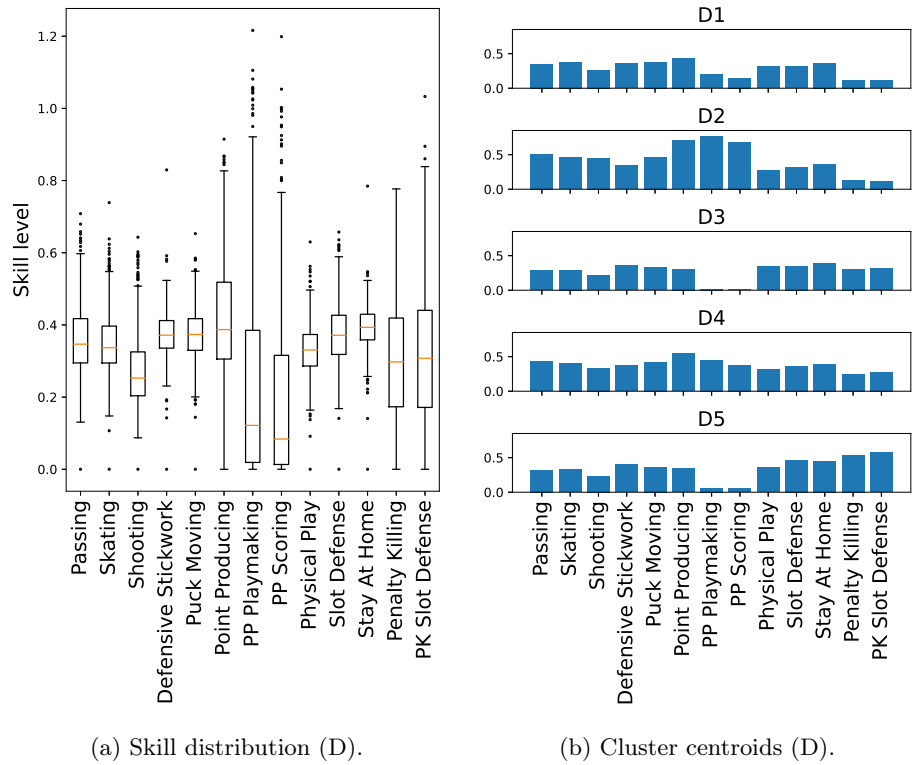 Skill level
1.2
1.0
0.8
0.6
0.4
0.2
0.0
Passing
Skating
Shooting
Defensive Stickwork
Puck Moving
Point Producing
PP Playmaking
PP Scoring
Physical Play
Slot Defense
Stay At Home
Penalty Killing
PK Slot Defense
(a) Skill distribution (D).
D1
0.5
0.0
D2
0.5
0.0
D3
0.5
0.0
D4
0.5
0.0
D5
0.5
0.0
Passing
Skating
Shooting
Defensive Stickwork
Puck Moving
Point Producing
PP Playmaking
PP Scoring
Physical Play
Slot Defense
Stay At Home
Penalty Killing
PK Slot Defense
(b) Cluster centroids (D).